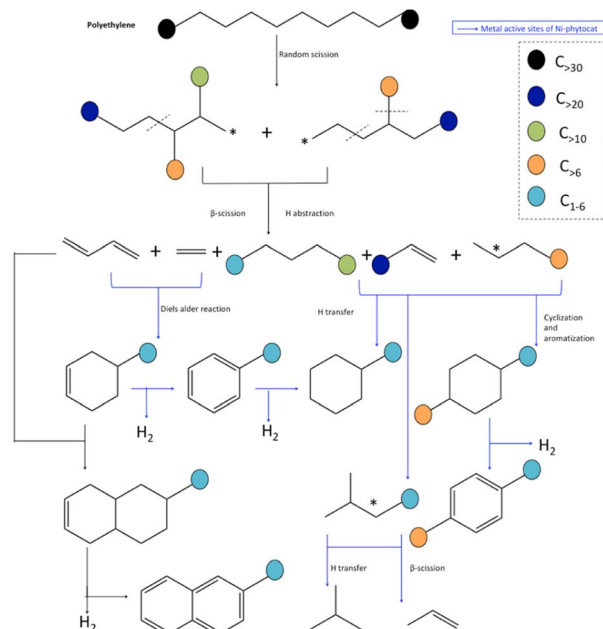 Polyethylene
Metal active sites of Ni-phytocat
Random scission
C>30
C>20
C>10
C>6
C1-6
*
+
*
β-scission
H abstraction
+
+
+
+
*
Diels alder reaction
H transfer
Cyclization
and
aromatization
H2
H2
H2
*
H transfer
β-scission
H2